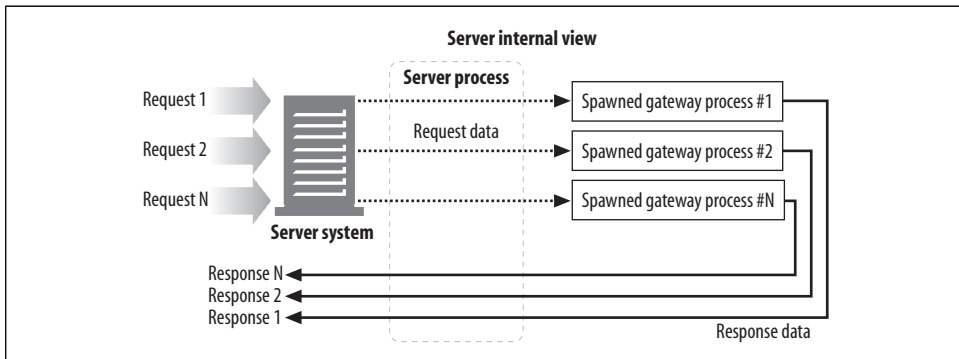 Server internal view
Server process
Request 1
Spawned gateway process #1
Request data
Request 2
Spawned gateway process #2
Request N
Spawned gateway process #N
Server system
Response N
Response 2
Response 1
Response data